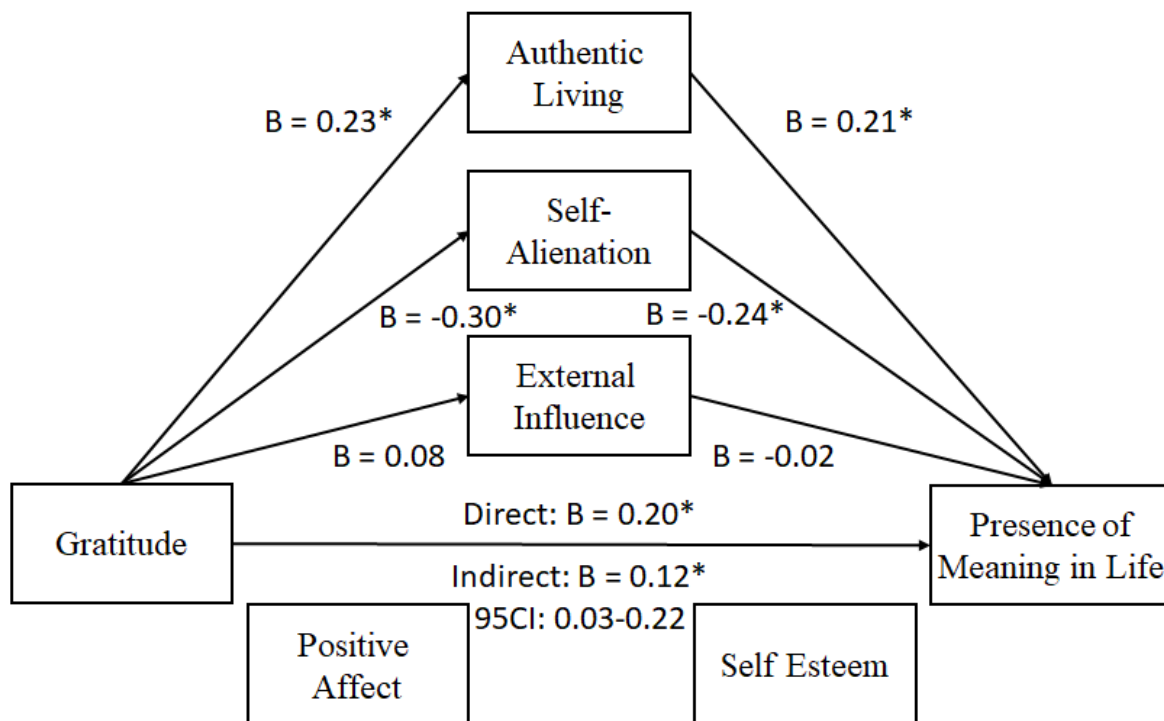 Authentic
Living
B = 0.23*
B = 0.21*
Self-
Alienation
B = -0.30*
B = -0.24*
External
Influence
B = 0.08
B = -0.02
Gratitude
Direct: B = 0.20*
Presence of
Meaning in Life
Indirect: B = 0.12*
95CI: 0.03-0.22
Positive
Affect
Self Esteem